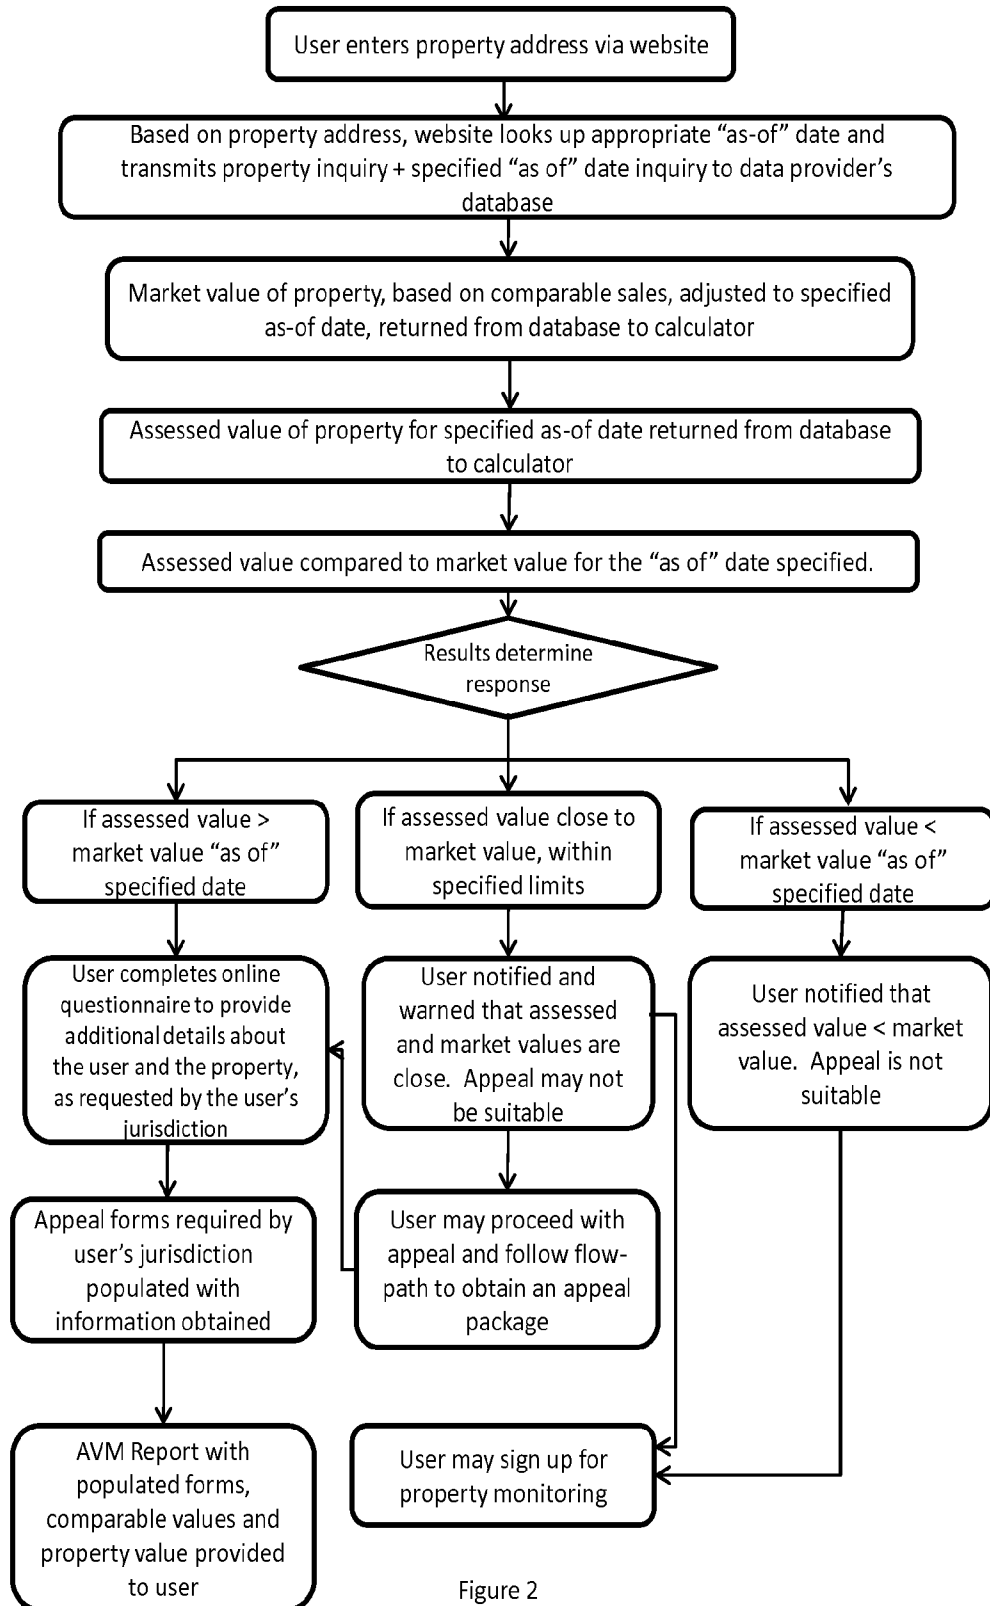 User enters property address via website
Based on property address, website looks up appropriate “as-of” date and
transmits property inquiry + specified “as of” date inquiry to data provider’s
database
Market value of property, based on comparable sales, adjusted to specified
as-of date, returned from database to calculator
Assessed value of property for specified as-of date returned from database
to calculator
Assessed value compared to market value for the “as of” date specified.
Results determine
response
If assessed value >
market value “as of”
specified date
If assessed value close to
market value, within
specified limits
If assessed value <
market value “as of”
specified date
User completes online
questionnaire to provide
additional details about
the user and the property,
as requested by the user’s
jurisdiction
User notified and
warned that assessed
and market values are
close.  Appeal may not
be suitable
User notified that
assessed value < market
value.  Appeal is not
suitable
Appeal forms required by
user’s jurisdiction
populated with
information obtained
User may proceed with
appeal and follow flow-
path to obtain an appeal
package
AVM Report with
populated forms,
comparable values and
property value provided
to user
User may sign up for
property monitoring
Figure 2